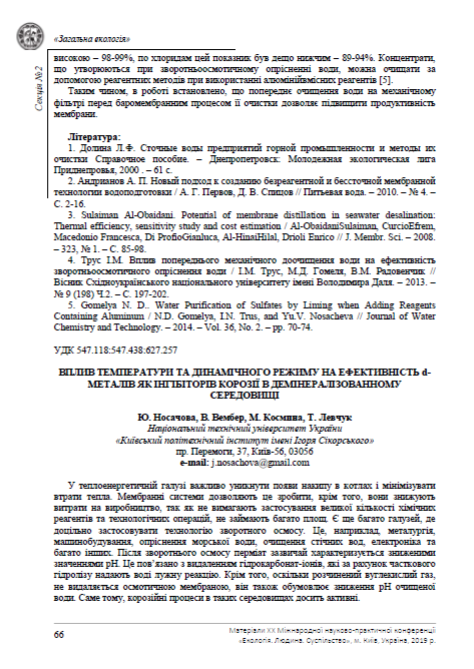 «Загальна екологія»
Секція №2
високою – 98-99%, по хлоридам цей показник був дещо нижчим – 89-94%. Концентрати,
що утворюються при зворотньоосмотичному опрісненні води, можна очищати за
допомогою реагентних методів при використанні алюмінійвмісних реагентів [5].
Таким чином, в роботі встановлено, що попереднє очищення води на механічному
фільтрі перед баромембранним процесом її очистки дозволяє підвищити продуктивність
мембрани.
Література:
1. Долина Л.Ф. Сточные воды предприятий горной промышленности и методы их
очистки Справочное пособие. – Днепропетровск: Молодежная экологическая лига
Приднепровья, 2000 . – 61 с.
2. Андрианов А. П. Новый подход к созданию безреагентной и бессточной мембранной
технологии водоподготовки / А. Г. Первов, Д. В. Спицов // Питьевая вода. – 2010. – № 4. –
С. 2-16.
3. Sulaiman Al-Obaidani. Potential of membrane distillation in seawater desalination:
Thermal efficiency, sensitivity study and cost estimation / Al-ObaidaniSulaiman, CurcioEfrem,
Macedonio Francesca, Di ProfioGianluca, Al-HinaiHilal, Drioli Enrico // J. Membr. Sci. – 2008.
– 323, № 1. – С. 85-98.
4. Трус І.М. Вплив попереднього механічного доочищення води на ефективність
зворотньоосмотичного опріснення води / І.М. Трус, М.Д. Гомеля, В.М. Радовенчик //
Вісник Східноукраїнського національного університету імені Володимира Даля. – 2013. –
№ 9 (198) Ч.2. – С. 197-202.
5. Gomelya N. D.. Water Purification of Sulfates by Liming when Adding Reagents
Containing Aluminum / N.D. Gomelya, I.N. Trus, and Yu.V. Nosacheva // Journal of Water
Chemistry and Technology. – 2014. – Vol. 36, No. 2. – pp. 70-74.
УДК 547.118:547.438:627.257
ВПЛИВ ТЕМПЕРАТУРИ ТА ДИНАМІЧНОГО РЕЖИМУ НА ЕФЕКТИВНІСТЬ d-
МЕТАЛІВ ЯК ІНГІБІТОРІВ КОРОЗІЇ В ДЕМІНЕРАЛІЗОВАННОМУ
СЕРЕДОВИЩІ
Ю. Носачова, В. Вембер, М. Космина, Т. Левчук
Національний технічний університет України
«Київський політехнічний інститут імені Ігоря Сікорського»
пр. Перемоги, 37, Київ-56, 03056
e-mail: j.nosachova@gmail.com
У теплоенергетичній галузі важливо уникнути появи накипу в котлах і мінімізувати
втрати тепла. Мембранні системи дозволяють це зробити, крім того, вони знижують
витрати на виробництво, так як не вимагають застосування великої кількості хімічних
реагентів та технологічних операцій, не займають багато площ. Є ще багато галузей, де
доцільно застосовувати технологію зворотного осмосу. Це, наприклад, металургія,
машинобудування, опріснення морської води, очищення стічних вод, електроніка та
багато інших. Після зворотнього осмосу перміат зазвичай характеризується зниженими
значеннями рН. Це пов᾽язано з видаленням гідрокарбонат-іонів, які за рахунок часткового
гідролізу надають воді лужну реакцію. Крім того, оскільки розчинений вуглекислий газ,
не видаляється осмотичною мембраною, він також обумовлює зниження рН очищеної
води. Саме тому, корозійні процеси в таких середовищах досить активні.
66
Матеріали ХХ Міжнародної науково-практичної конференції
«Екологія. Людина. Суспільство», м. Київ, Україна, 2019 р.